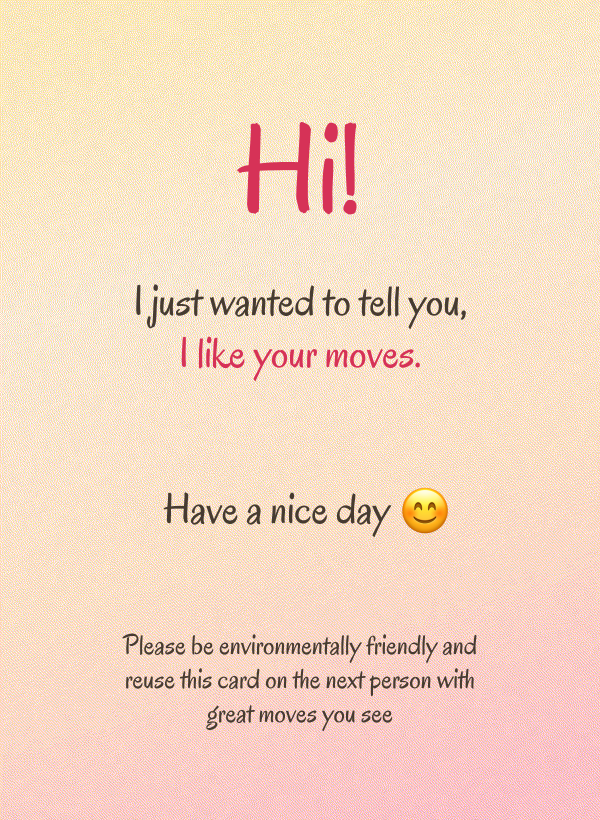 Hi!
I just wanted to tell you,
I like your moves.
Have a nice day 😊
Please be environmentally friendly and
reuse this card on the next person with
great moves you see